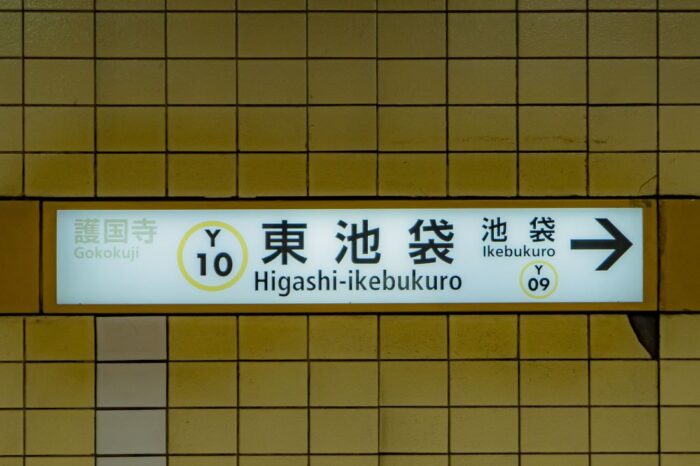 護国寺
Gokokuji
Y
10
東池袋
Higashi-ikebukuro
池袋
Ikebukuro
Y
09